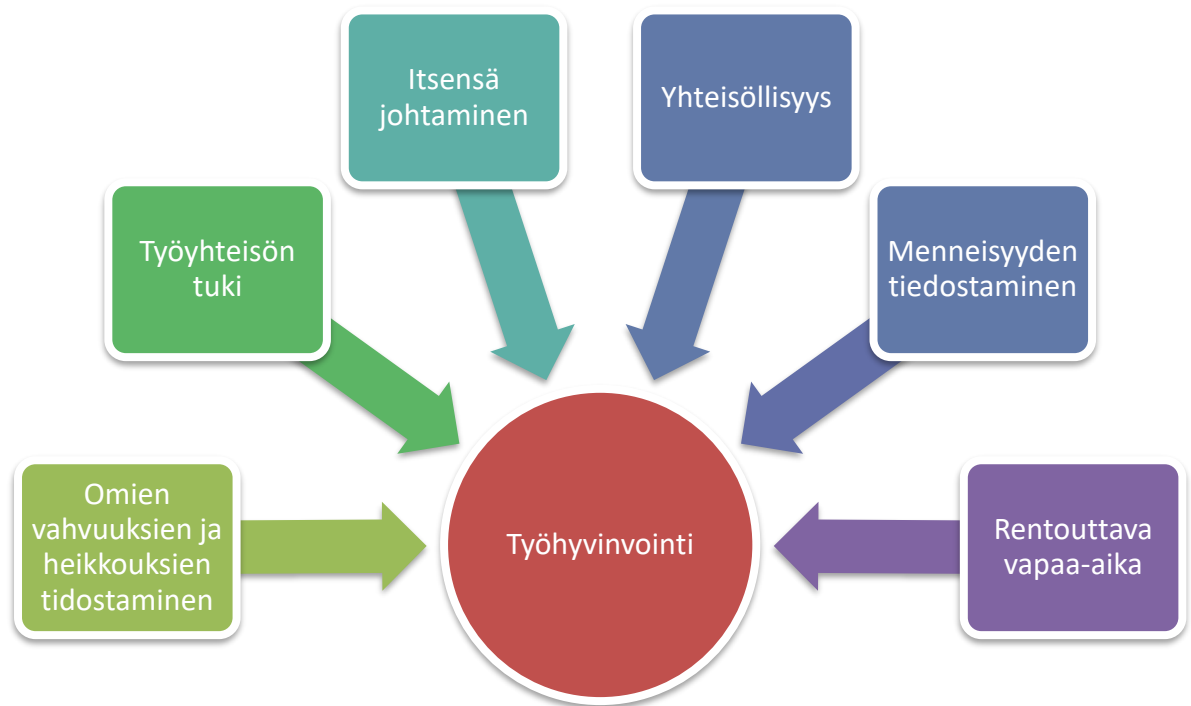 Itsensä
johtaminen
Yhteisöllisyys
Työyhteisön
tuki
Menneisyyden
tiedostaminen
Omien
vahvuuksien ja
heikkouksien
tidostaminen
Työhyvinvointi
Rentouttava
vapaa-aika